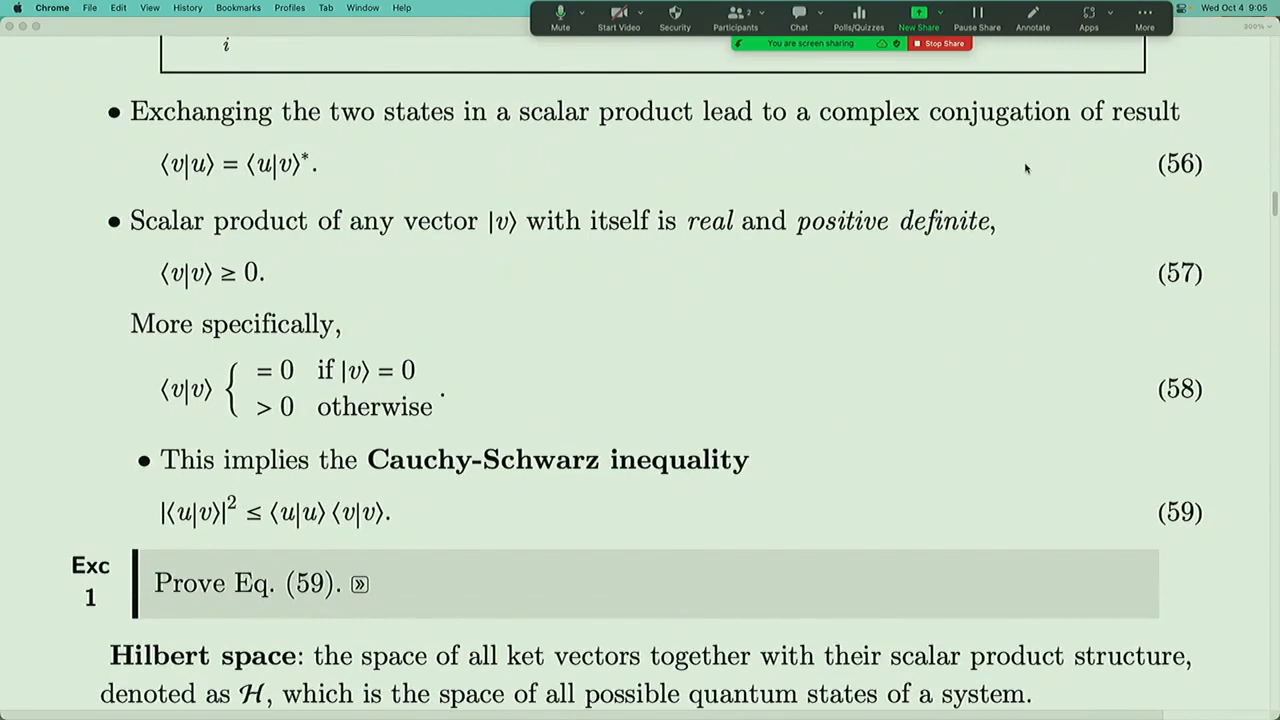 Chrome File Edit View History Bookmarks Profiles Tab Window Help
Wed Oct 4 9:05
Mute Start Video Security Participants 2 Chat Polls/Quizzes New Share Pause Share Annotate Apps More
You are screen sharing Stop Share
300%
i
• Exchanging the two states in a scalar product lead to a complex conjugation of result
⟨v|u⟩ = ⟨u|v⟩*. (56)
• Scalar product of any vector |v⟩ with itself is real and positive definite,
⟨v|v⟩ ≥ 0. (57)
More specifically,
⟨v|v⟩ { = 0 if |v⟩ = 0
> 0 otherwise . (58)
• This implies the Cauchy-Schwarz inequality
|⟨u|v⟩|² ≤ ⟨u|u⟩ ⟨v|v⟩. (59)
Exc
1
Prove Eq. (59). »
Hilbert space: the space of all ket vectors together with their scalar product structure,
denoted as ℋ, which is the space of all possible quantum states of a system.